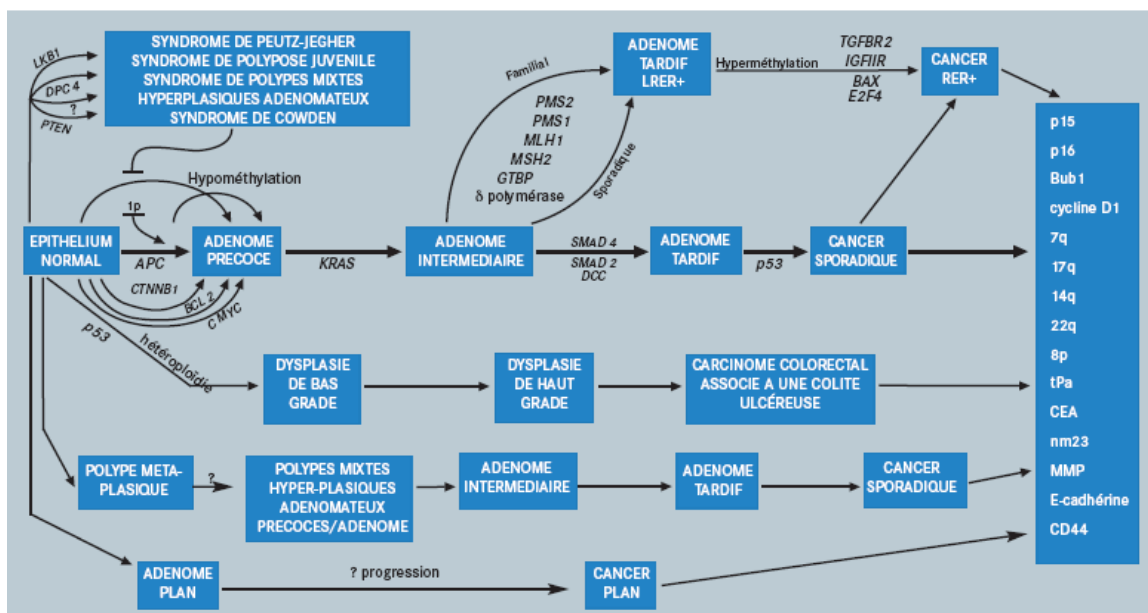 LKB1
DPC 4
?
PTEN
SYNDROME DE PEUTZ-JEGHER
SYNDROME DE POLYPOSE JUVENILE
SYNDROME DE POLYPES MIXTES
HYPERPLASIQUES ADENOMATEUX
SYNDROME DE COWDEN
Familial
PMS2
PMS1
MLH1
MSH2
GTBP
δ polymérase
Sporadique
ADENOME
TARDIF
LRER+
Hyperméthylation
TGFBR2
IGFIIR
BAX
E2F4
CANCER
RER+
Hypométhylation
1p
EPITHELIUM
NORMAL
APC
CTNNB1
BCL 2
C MYC
ADENOME
PRECOCE
KRAS
ADENOME
INTERMEDIAIRE
SMAD 4
SMAD 2
DCC
ADENOME
TARDIF
p53
CANCER
SPORADIQUE
p53
hétéroploïdie
DYSPLASIE
DE BAS
GRADE
DYSPLASIE
DE HAUT
GRADE
CARCINOME COLORECTAL
ASSOCIE A UNE COLITE
ULCÉREUSE
POLYPE META-
PLASIQUE
?
POLYPES MIXTES
HYPER-PLASIQUES
ADENOMATEUX
PRECOCES/ADENOME
ADENOME
INTERMEDIAIRE
ADENOME
TARDIF
CANCER
SPORADIQUE
ADENOME
PLAN
? progression
CANCER
PLAN
p15
p16
Bub1
cycline D1
7q
17q
14q
22q
8p
tPa
CEA
nm23
MMP
E-cadhérine
CD44